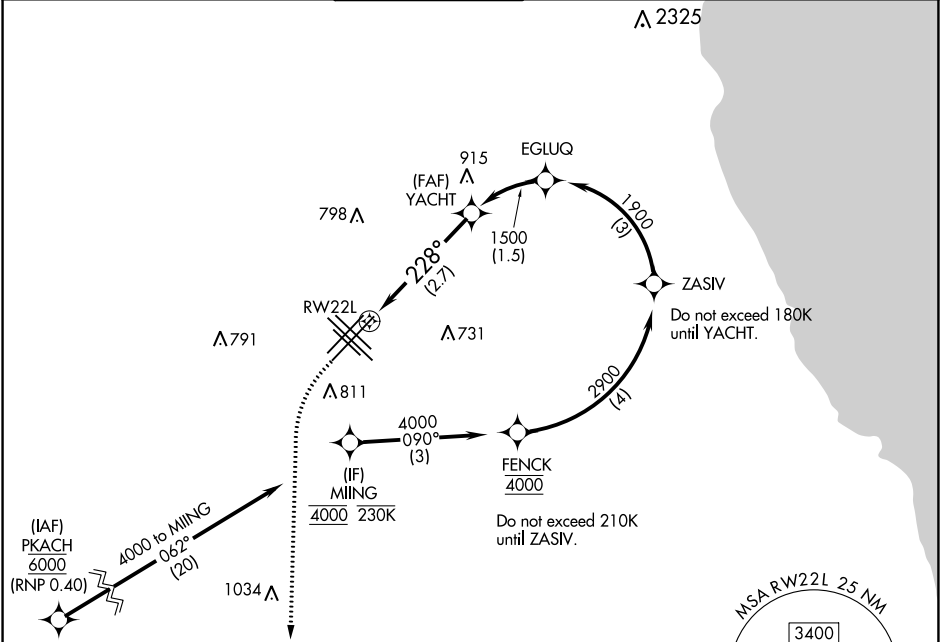 2325
EGLUQ
915
(FAF)
YACHT
798
1900
(3)
1500
(1.5)
228°
(2.7)
ZASIV
RW22L
Do not exceed 180K
until YACHT.
791
731
811
2900
(4)
4000
090°
(3)
(IF)
MIING
4000 230K
FENCK
4000
Do not exceed 210K
until ZASIV.
(IAF)
PKACH
6000
(RNP 0.40)
4000 to MIING
062°
(20)
1034
MSA RW22L 25 NM
3400